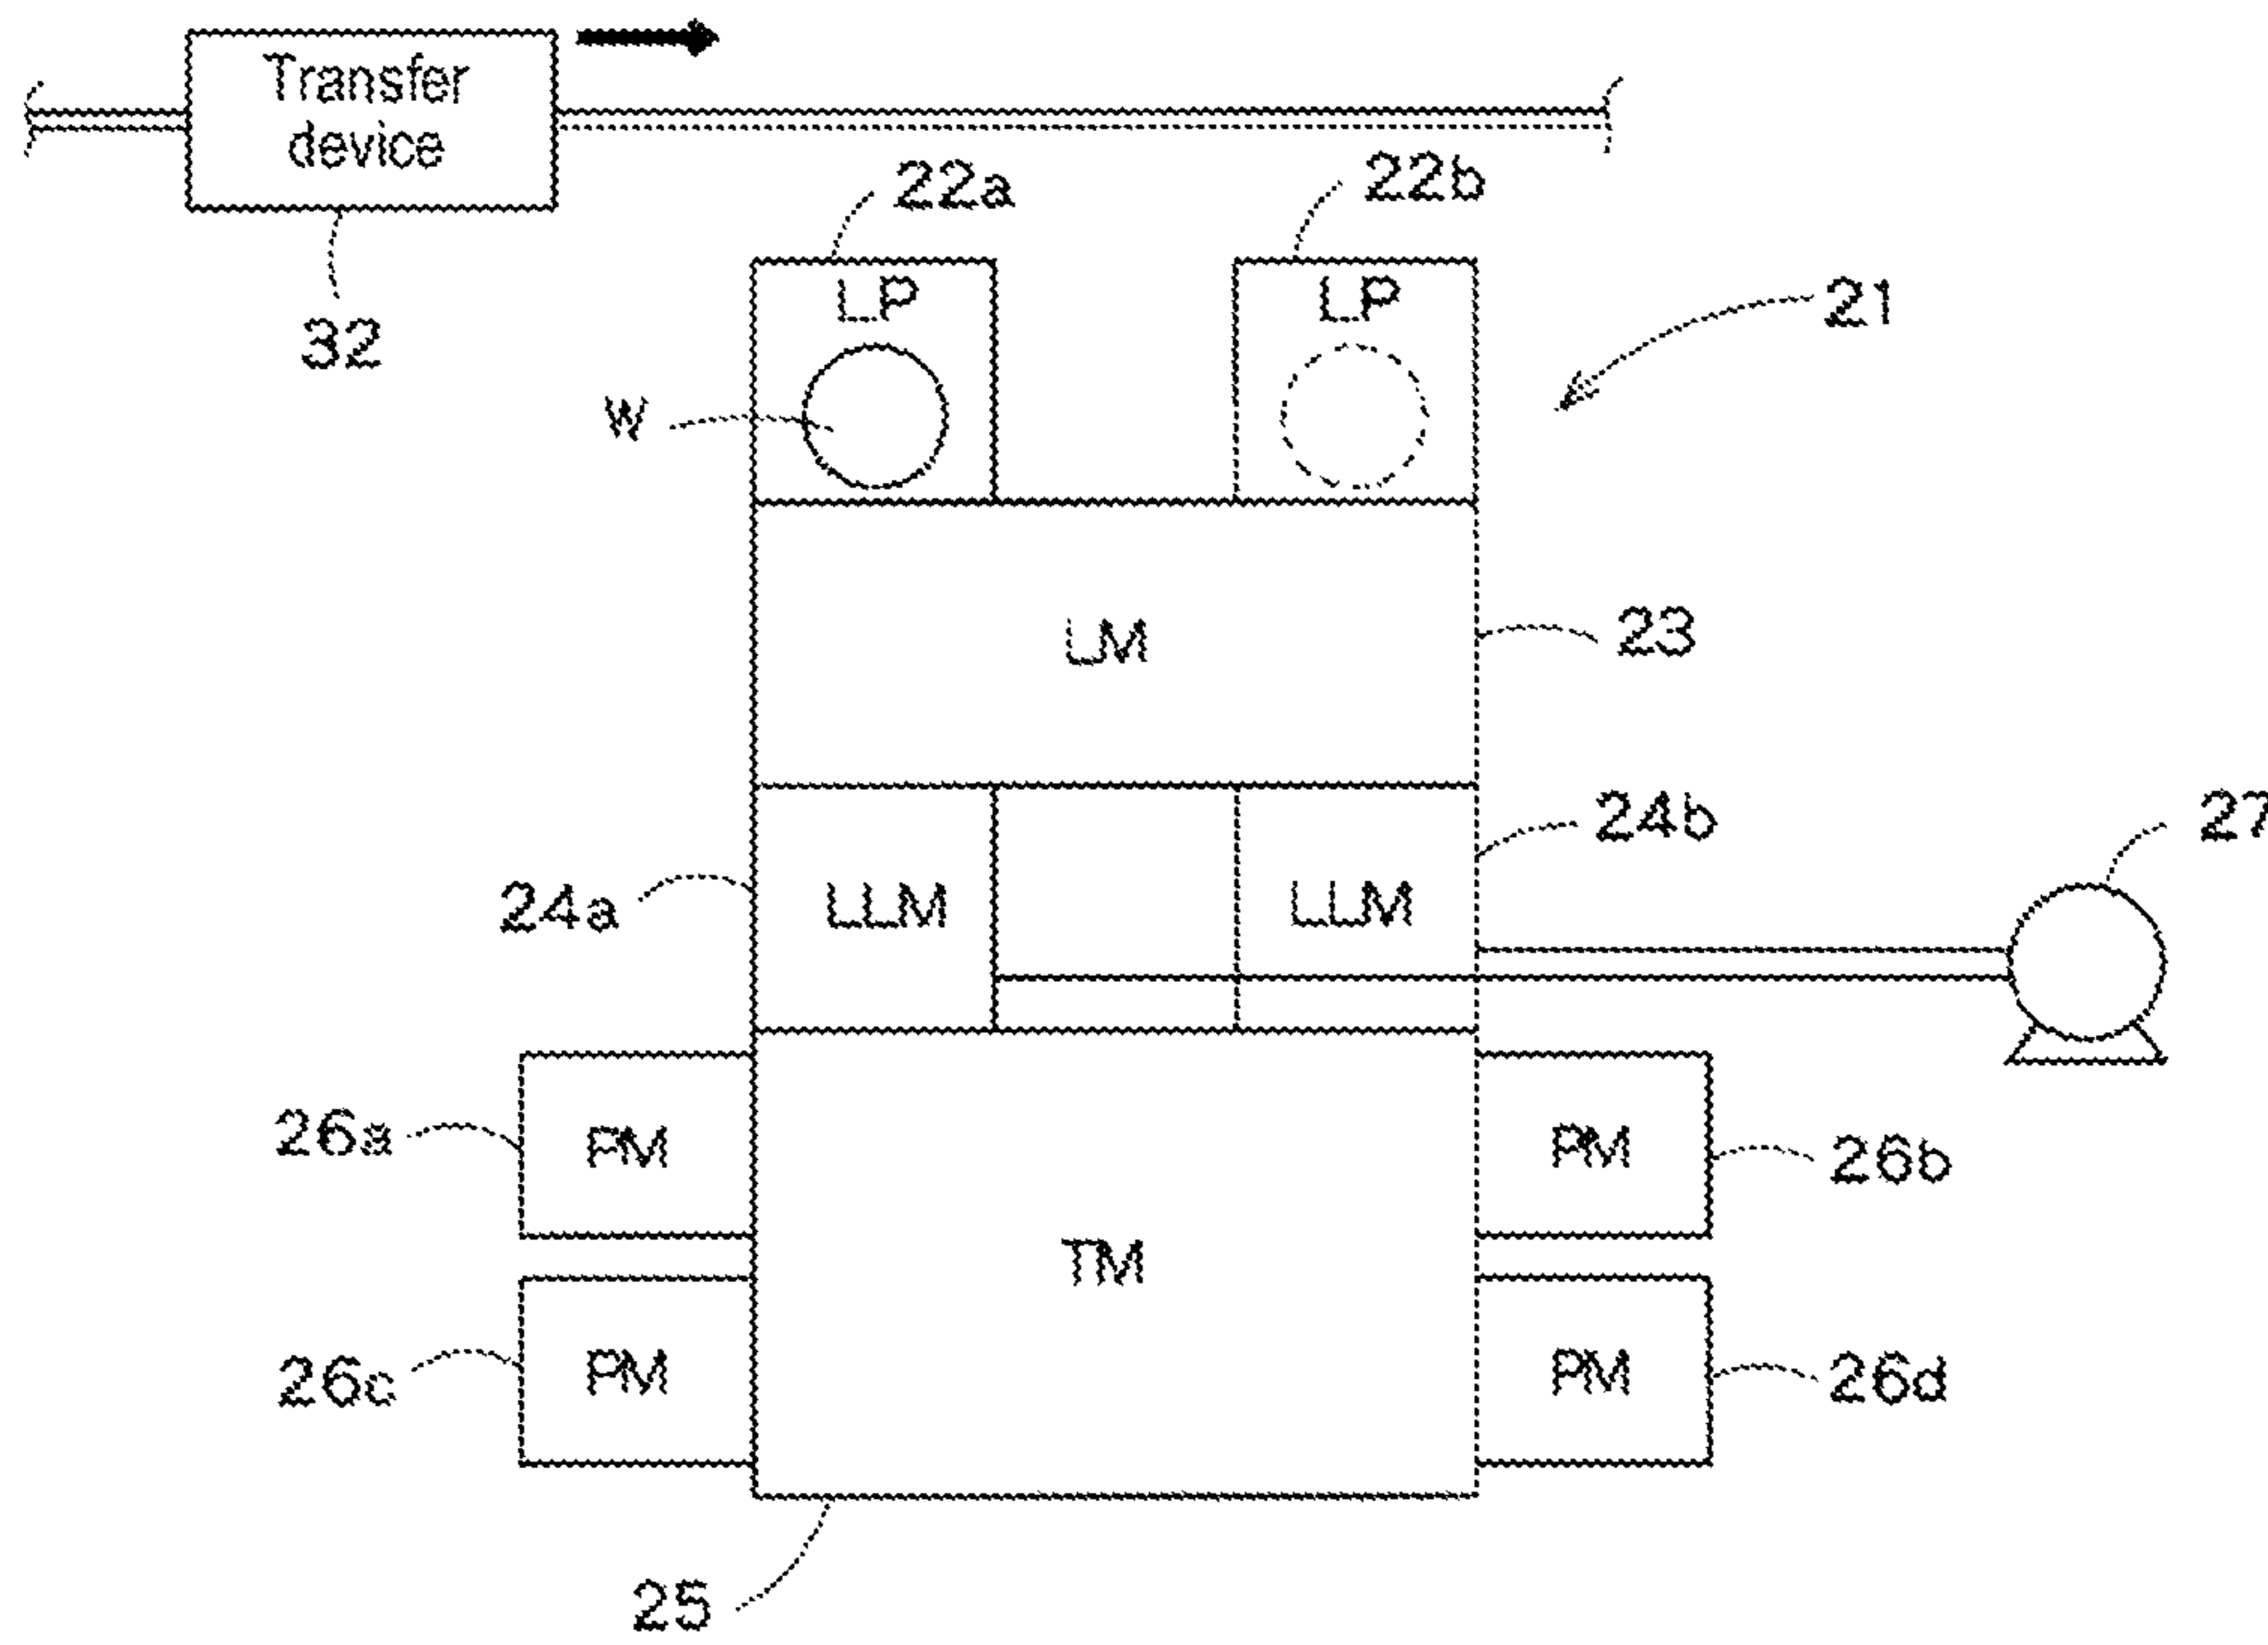 Transfer
device
32
22a
22b
LP
LP
21
W
LM
23
24b
27
24a
LLM
LLM
26a
PM
PM
26b
TM
26c
PM
PM
26d
25